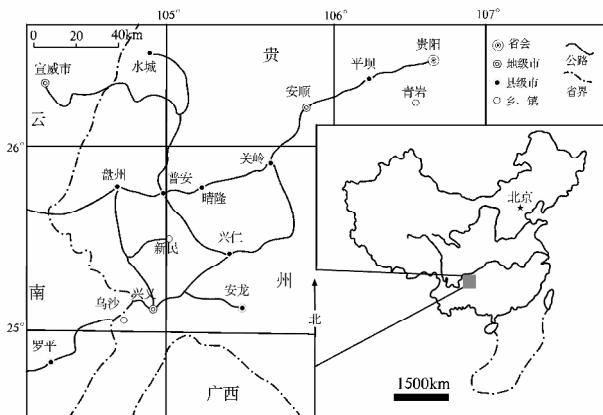 105° 106° 107°
0 20 40km
贵
贵阳
省会
公路
宣威市
水城
平坝
地级市
安顺
县级市
省界
青岩
乡、镇
云
26°
关岭
盘州
普安
晴隆
北京
新民
兴仁
南
兴义
安龙
州
乌沙
北
25°
罗平
广西
1500km